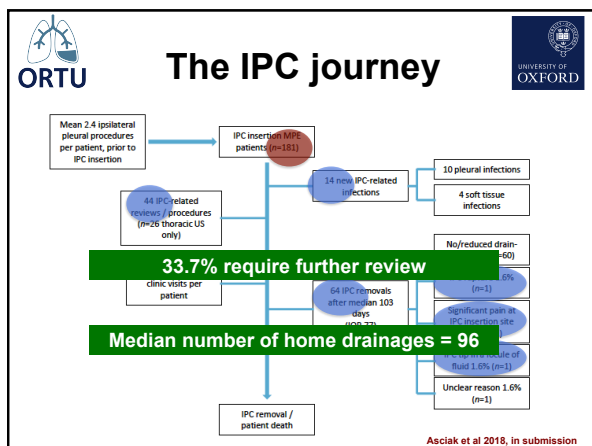 ORTU
The IPC journey
UNIVERSITY OF
OXFORD
Mean 2.4 ipsilateral
pleural procedures
per patient, prior to
IPC insertion
IPC insertion MPE
patients (n=181)
14 new IPC-related
infections
10 pleural infections
4 soft tissue
infections
44 IPC-related
reviews / procedures
(n=26 thoracic US
only)
No/reduced drain-
=60)
33.7% require further review
clinic visits per
patient
64 IPC removals
after median 103
days
1.6%
(n=1)
Significant pain at
IPC insertion site
Median number of home drainages = 96
fluid 1.6% (n=1)
Unclear reason 1.6%
(n=1)
IPC removal /
patient death
Asciak et al 2018, in submission